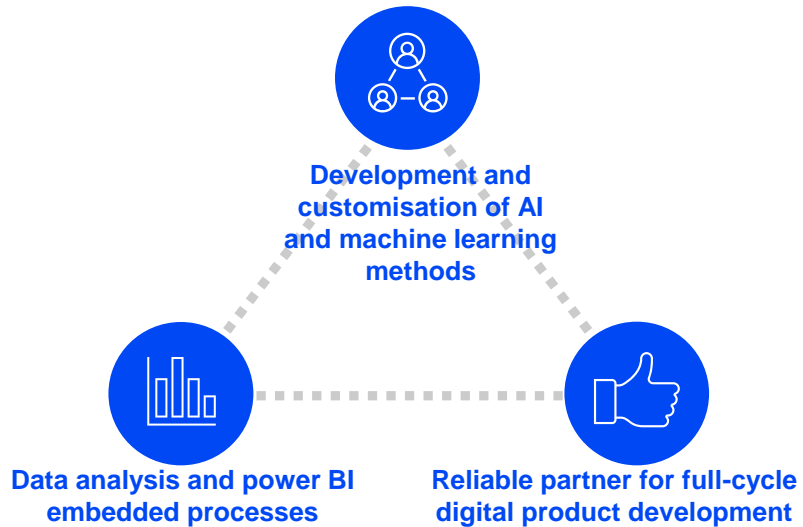 Development and
customisation of AI
and machine learning
methods
Data analysis and power BI
embedded processes
Reliable partner for full-cycle
digital product development